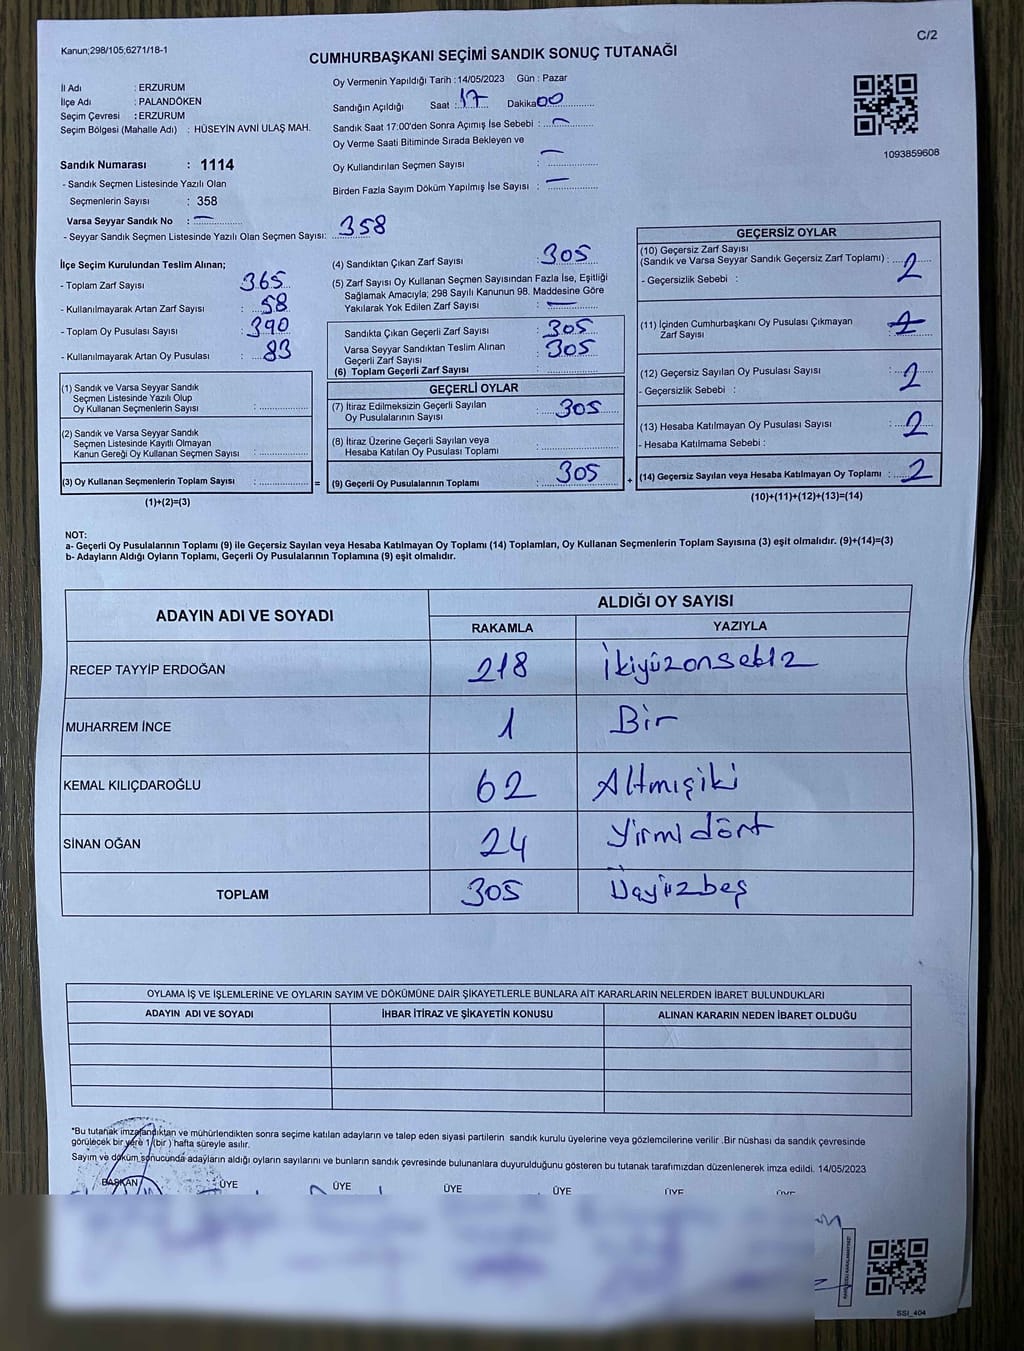 Kanun;298/105,6271/18-1
C/2
CUMHURBAŞKANI SEÇİMİ SANDIK SONUÇ TUTANAĞI
İl Adı : ERZURUM
İlçe Adı : PALANDÖKEN
Seçim Çevresi : ERZURUM
Seçim Bölgesi (Mahalle Adı) : HÜSEYİN AVNİ ULAŞ MAH.
Sandık Numarası : 1114
- Sandık Seçmen Listesinde Yazılı Olan
Seçmenlerin Sayısı : 358
Varsa Seyyar Sandık No : —
- Seyyar Sandık Seçmen Listesinde Yazılı Olan Seçmen Sayısı: 358
Oy Vermenin Yapıldığı Tarih : 14/05/2023 Gün : Pazar
Sandığın Açıldığı Saat : 17 Dakika 00
Sandık Saat 17:00'den Sonra Açımış İse Sebebi : —
Oy Verme Saati Bitiminde Sırada Bekleyen ve
Oy Kullandırılan Seçmen Sayısı : —
Birden Fazla Sayım Döküm Yapılmış İse Sayısı : —
1093859608
İlçe Seçim Kurulundan Teslim Alınan;
- Toplam Zarf Sayısı : 365
- Kullanılmayarak Artan Zarf Sayısı : 58
- Toplam Oy Pusulası Sayısı : 390
- Kullanılmayarak Artan Oy Pusulası : 83
(1) Sandık ve Varsa Seyyar Sandık
Seçmen Listesinde Yazılı Olup
Oy Kullanan Seçmenlerin Sayısı :
(2) Sandık ve Varsa Seyyar Sandık
Seçmen Listesinde Kayıtlı Olmayan
Kanun Gereği Oy Kullanan Seçmen Sayısı :
(3) Oy Kullanan Seçmenlerin Toplam Sayısı : =
(1)+(2)=(3)
(4) Sandıktan Çıkan Zarf Sayısı : 305
(5) Zarf Sayısı Oy Kullanan Seçmen Sayısından Fazla İse, Eşitliği
Sağlamak Amacıyla; 298 Sayılı Kanunun 98. Maddesine Göre
Yakılarak Yok Edilen Zarf Sayısı : —
Sandıkta Çıkan Geçerli Zarf Sayısı : 305
Varsa Seyyar Sandıktan Teslim Alınan
Geçerli Zarf Sayısı : 305
(6) Toplam Geçerli Zarf Sayısı :
GEÇERLİ OYLAR
(7) İtiraz Edilmeksizin Geçerli Sayılan
Oy Pusulalarının Sayısı : 305
(8) İtiraz Üzerine Geçerli Sayılan veya
Hesaba Katılan Oy Pusulası Toplamı :
(9) Geçerli Oy Pusulalarının Toplamı : 305 +
GEÇERSİZ OYLAR
(10) Geçersiz Zarf Sayısı
(Sandık ve Varsa Seyyar Sandık Geçersiz Zarf Toplamı) : 2
- Geçersizlik Sebebi :
(11) İçinden Cumhurbaşkanı Oy Pusulası Çıkmayan
Zarf Sayısı :
(12) Geçersiz Sayılan Oy Pusulası Sayısı : 2
- Geçersizlik Sebebi :
(13) Hesaba Katılmayan Oy Pusulası Sayısı : 2
- Hesaba Katılmama Sebebi :
(14) Geçersiz Sayılan veya Hesaba Katılmayan Oy Toplamı : 2
(10)+(11)+(12)+(13)=(14)
NOT:
a- Geçerli Oy Pusulalarının Toplamı (9) ile Geçersiz Sayılan veya Hesaba Katılmayan Oy Toplamı (14) Toplamları, Oy Kullanan Seçmenlerin Toplam Sayısına (3) eşit olmalıdır. (9)+(14)=(3)
b- Adayların Aldığı Oyların Toplamı, Geçerli Oy Pusulalarının Toplamına (9) eşit olmalıdır.
ADAYIN ADI VE SOYADI ALDIĞI OY SAYISI
RAKAMLA YAZIYLA
RECEP TAYYİP ERDOĞAN 218 İkiyüzonsekiz
MUHARREM İNCE 1 Bir
KEMAL KILIÇDAROĞLU 62 Altmışiki
SİNAN OĞAN 24 Yirmidört
TOPLAM 305 Üçyüzbeş
OYLAMA İŞ VE İŞLEMLERİNE VE OYLARIN SAYIM VE DÖKÜMÜNE DAİR ŞİKAYETLERLE BUNLARA AİT KARARLARIN NELERDEN İBARET BULUNDUKLARI
ADAYIN ADI VE SOYADI İHBAR İTİRAZ VE ŞİKAYETİN KONUSU ALINAN KARARIN NEDEN İBARET OLDUĞU
*Bu tutanak imzalandıktan ve mühürlendikten sonra seçime katılan adayların ve talep eden siyasi partilerin sandık kurulu üyelerine veya gözlemcilerine verilir .Bir nüshası da sandık çevresinde
görülecek bir yere 1 (bir ) hafta süreyle asılır.
Sayım ve döküm sonucunda adayların aldığı oyların sayılarını ve bunların sandık çevresinde bulunanlara duyurulduğunu gösteren bu tutanak tarafımızdan düzenlenerek imza edildi. 14/05/2023
BAŞKAN ÜYE ÜYE ÜYE ÜYE ÜYE ÜYE
SSI_404